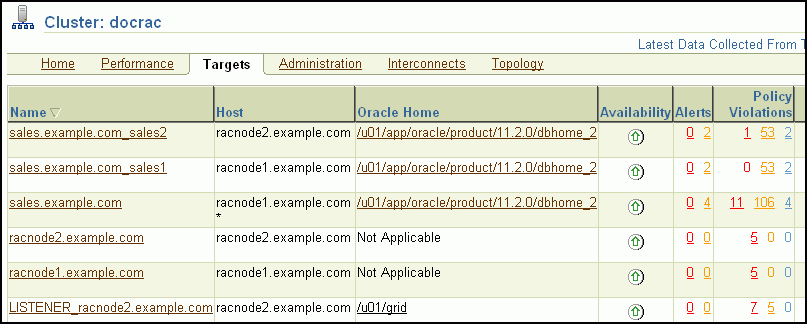 Cluster: docrac
Latest Data Collected From
Home Performance Targets Administration Interconnects Topology
Name Host Oracle Home Availability Alerts Policy Violations
sales.example.com_sales2 racnode2.example.com /u01/app/oracle/product/11.2.0/dbhome_2 0 2 1 53 2
sales.example.com_sales1 racnode1.example.com /u01/app/oracle/product/11.2.0/dbhome_2 0 2 0 53 2
sales.example.com racnode1.example.com /u01/app/oracle/product/11.2.0/dbhome_2 0 4 11 106 4
*
racnode2.example.com racnode2.example.com Not Applicable 0 0 5 0 0
racnode1.example.com racnode1.example.com Not Applicable 0 0 5 0 0
LISTENER_racnode2.example.com racnode2.example.com /u01/grid 0 0 7 5 0